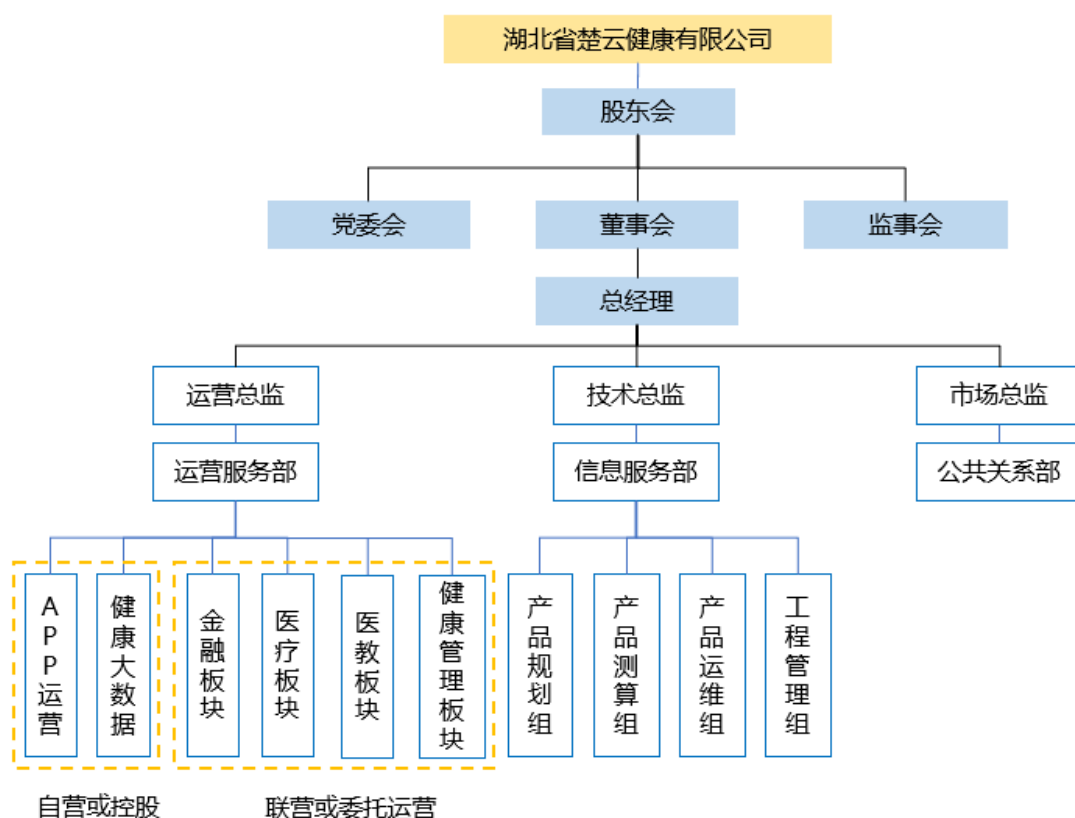 湖北省楚云健康有限公司
股东会
党委会
董事会
监事会
总经理
运营总监
技术总监
市场总监
运营服务部
信息服务部
公共关系部
APP运营
健康大数据
金融板块
医疗板块
医教板块
健康管理板块
产品规划组
产品测算组
产品运维组
工程管理组
自营或控股
联营或委托运营